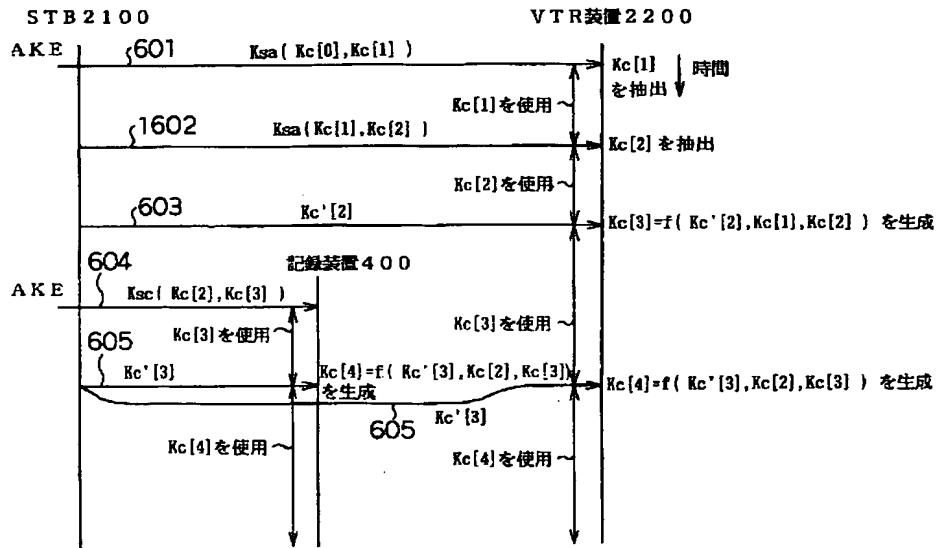 STB2100
VTR装置2200
AKE
601
Ksa(Kc[0],Kc[1])
Kc[1]
を抽出
時間
Kc[1]を使用
1602
Ksa(Kc[1],Kc[2])
Kc[2]を抽出
Kc[2]を使用
603
Kc'[2]
Kc[3]=f(Kc'[2],Kc[1],Kc[2])を生成
604
記録装置400
AKE
Ksc(Kc[2],Kc[3])
Kc[3]を使用
Kc[3]を使用
605
Kc'[3]
Kc[4]=f(Kc'[3],Kc[2],Kc[3])
を生成
Kc[4]=f(Kc'[3],Kc[2],Kc[3])を生成
605
Kc'[3]
Kc[4]を使用
Kc[4]を使用